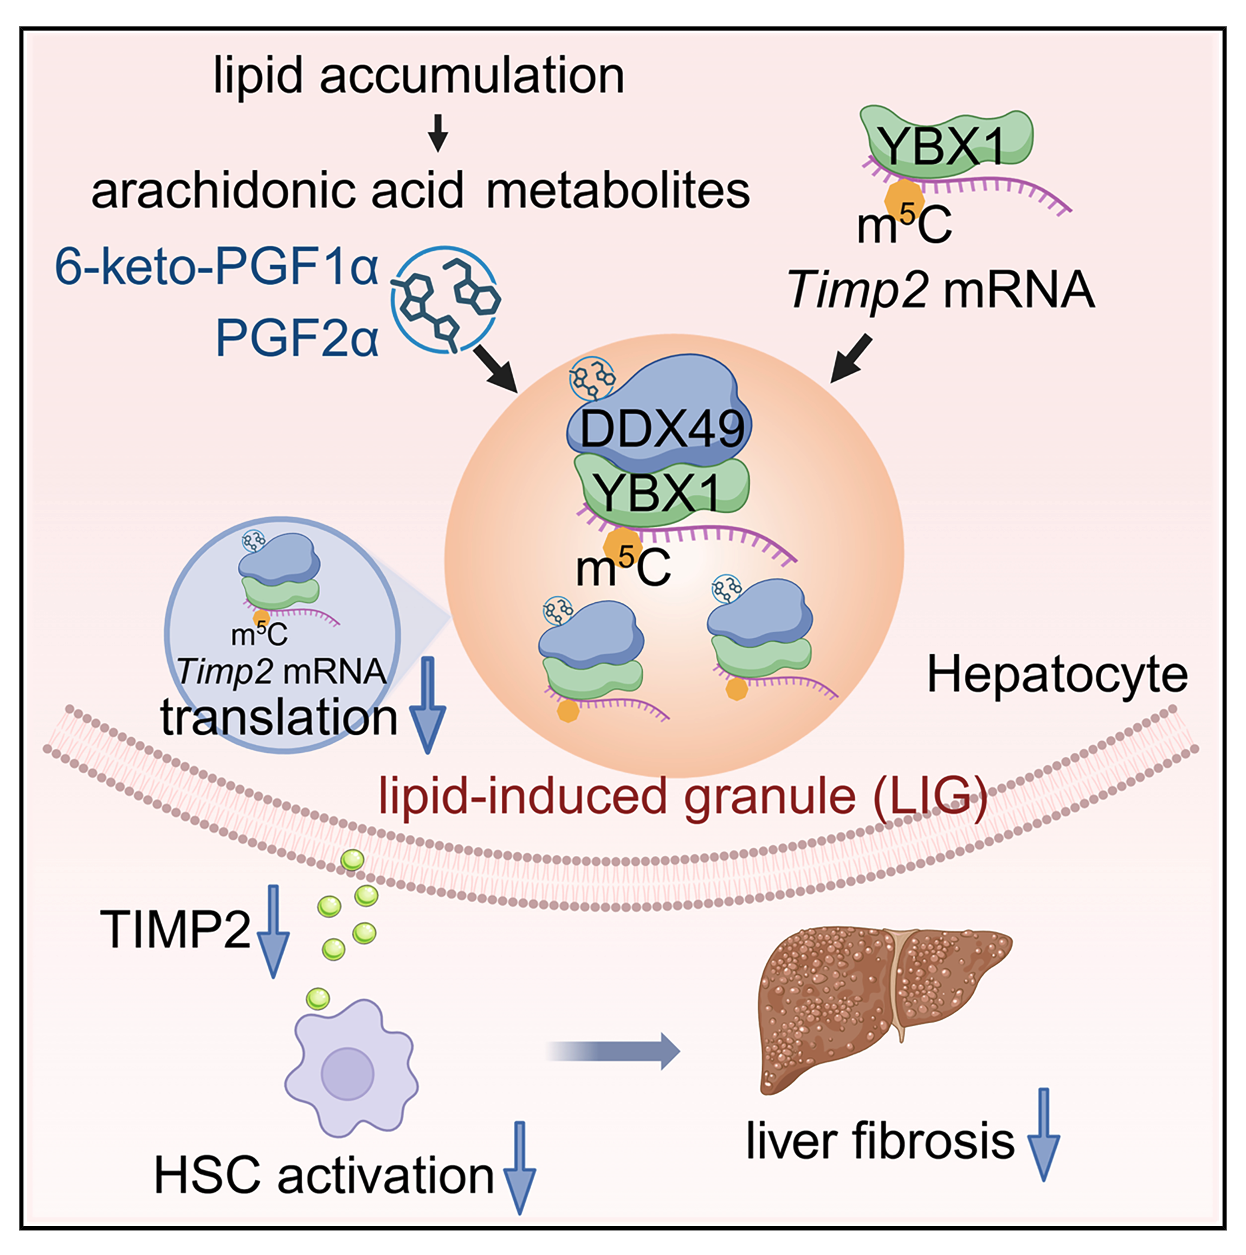 lipid accumulation
arachidonic acid metabolites
6-keto-PGF1α
PGF2α
YBX1
m⁵C
Timp2 mRNA
DDX49
YBX1
m⁵C
m⁵C
Timp2 mRNA
translation
Hepatocyte
lipid-induced granule (LIG)
TIMP2
HSC activation
liver fibrosis